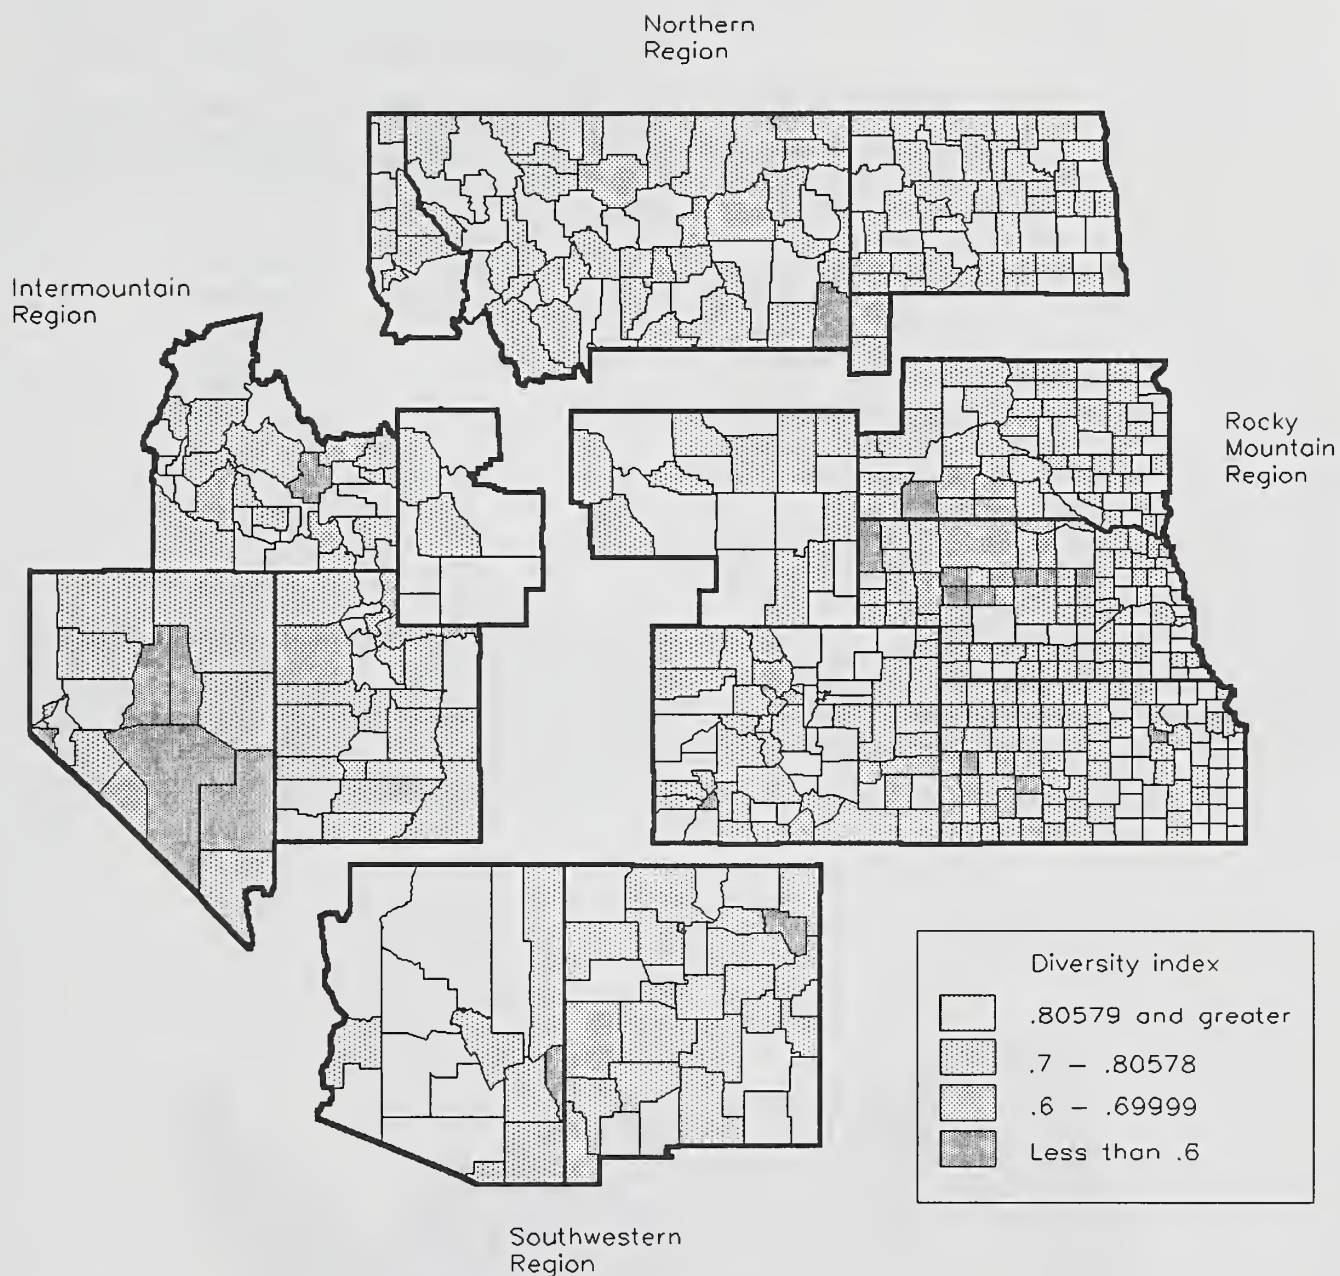 Northern
Region
Intermountain
Region
Rocky
Mountain
Region
Diversity index
.80579 and greater
.7 – .80578
.6 – .69999
Less than .6
Southwestern
Region